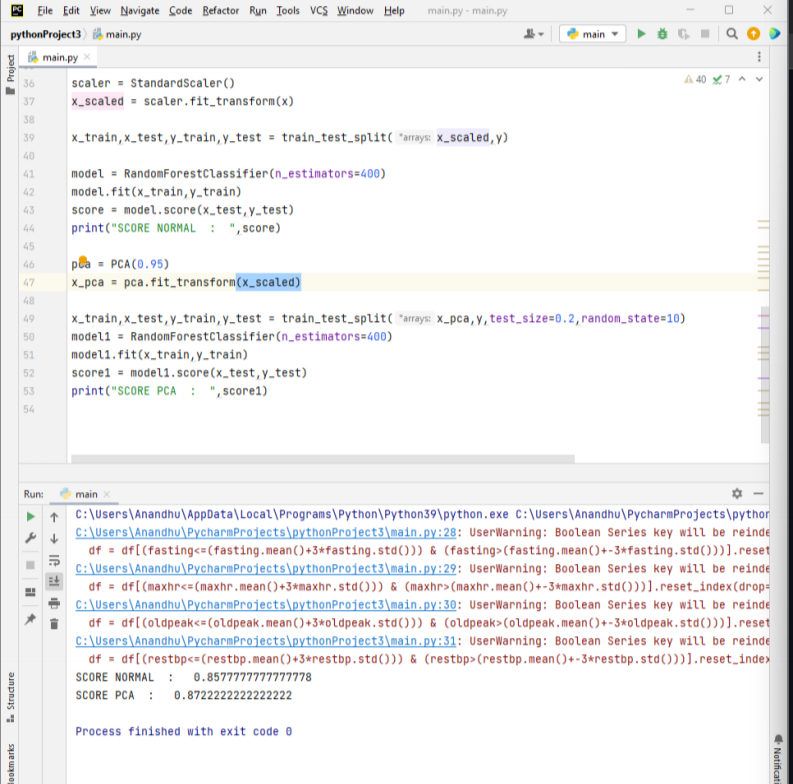 PC File Edit View Navigate Code Refactor Run Tools VCS Window Help main.py - main.py
pythonProject3 main.py main
Project
main.py
36 scaler = StandardScaler() 40 7
37 x_scaled = scaler.fit_transform(x)
38
39 x_train,x_test,y_train,y_test = train_test_split( *arrays: x_scaled,y)
40
41 model = RandomForestClassifier(n_estimators=400)
42 model.fit(x_train,y_train)
43 score = model.score(x_test,y_test)
44 print("SCORE NORMAL  :  ",score)
45
46 pca = PCA(0.95)
47 x_pca = pca.fit_transform(x_scaled)
48
49 x_train,x_test,y_train,y_test = train_test_split( *arrays: x_pca,y,test_size=0.2,random_state=10)
50 model1 = RandomForestClassifier(n_estimators=400)
51 model1.fit(x_train,y_train)
52 score1 = model1.score(x_test,y_test)
53 print("SCORE PCA  :  ",score1)
54
Run: main
C:\Users\Anandhu\AppData\Local\Programs\Python\Python39\python.exe C:\Users\Anandhu\PycharmProjects\python
C:\Users\Anandhu\PycharmProjects\pythonProject3\main.py:28: UserWarning: Boolean Series key will be reinde
df = df[(fasting<=(fasting.mean()+3*fasting.std())) & (fasting>(fasting.mean()+-3*fasting.std()))].reset
C:\Users\Anandhu\PycharmProjects\pythonProject3\main.py:29: UserWarning: Boolean Series key will be reinde
df = df[(maxhr<=(maxhr.mean()+3*maxhr.std())) & (maxhr>(maxhr.mean()+-3*maxhr.std()))].reset_index(drop=
C:\Users\Anandhu\PycharmProjects\pythonProject3\main.py:30: UserWarning: Boolean Series key will be reinde
df = df[(oldpeak<=(oldpeak.mean()+3*oldpeak.std())) & (oldpeak>(oldpeak.mean()+-3*oldpeak.std()))].reset
C:\Users\Anandhu\PycharmProjects\pythonProject3\main.py:31: UserWarning: Boolean Series key will be reinde
df = df[(restbp<=(restbp.mean()+3*restbp.std())) & (restbp>(restbp.mean()+-3*restbp.std()))].reset_index
SCORE NORMAL  :   0.8577777777777778
SCORE PCA  :   0.8722222222222222
Process finished with exit code 0
Structure
ookmarks
Notificat